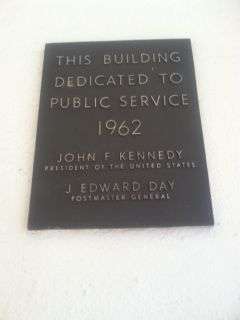 THIS BUILDING
DEDICATED TO
PUBLIC SERVICE
1962
JOHN F KENNEDY
PRESIDENT OF THE UNITED STATES
J. EDWARD DAY
POSTMASTER GENERAL